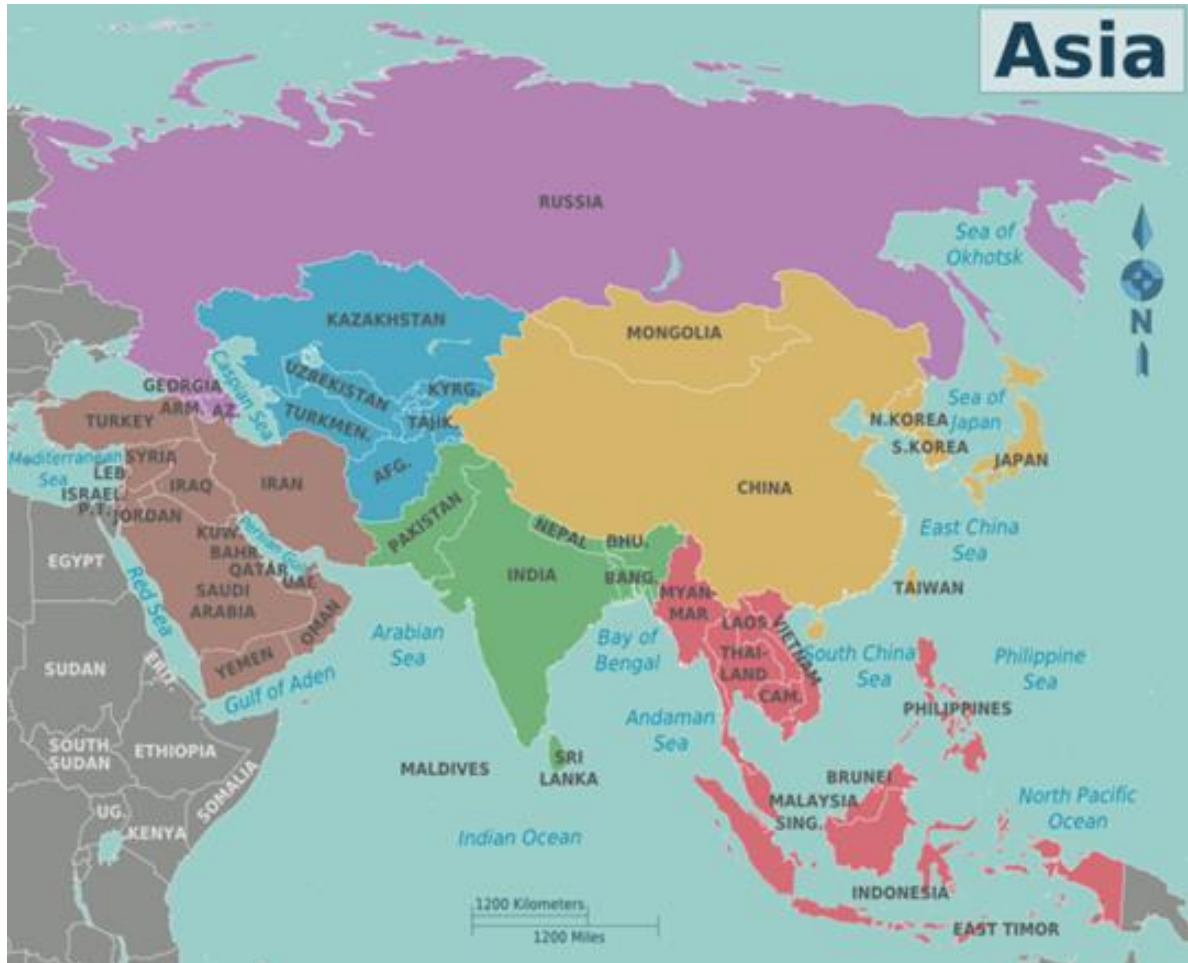 Asia
RUSSIA
Sea of
Okhotsk
N
KAZAKHSTAN
MONGOLIA
Caspian Sea
UZBEKISTAN
KYRG.
GEORGIA
ARM.
AZ.
TURKEY
TURKMEN.
TAJIK.
N.KOREA
Sea of
Japan
S.KOREA
JAPAN
Mediterranean
Sea
SYRIA
LEB
ISRAEL
P.T.
JORDAN
IRAQ
IRAN
AFG.
CHINA
PAKISTAN
NEPAL
BHU.
East China
Sea
KUW.
Persian Gulf
BAHR.
QATAR
UAE
EGYPT
Red Sea
SAUDI
ARABIA
OMAN
INDIA
BANG.
MYAN-
MAR
TAIWAN
LAOS
VIETNAM
Arabian
Sea
Bay of
Bengal
THAI-
LAND
South China
Sea
Philippine
Sea
SUDAN
YEMEN
Gulf of Aden
CAM.
PHILIPPINES
Andaman
Sea
SOUTH
SUDAN
ETHIOPIA
SOMALIA
MALDIVES
SRI
LANKA
BRUNEI
MALAYSIA
SING.
North Pacific
Ocean
UG.
KENYA
Indian Ocean
INDONESIA
EAST TIMOR
1200 Kilometers
1200 Miles